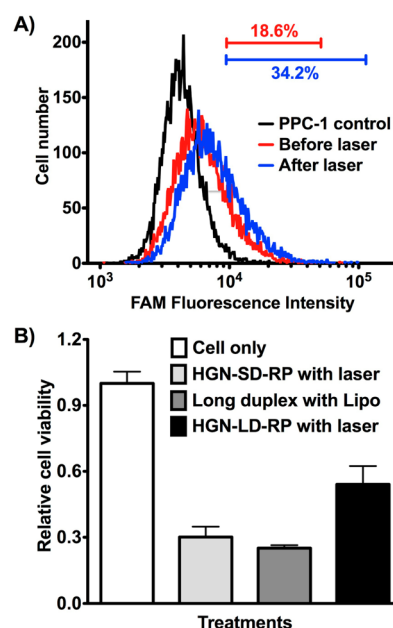 A)
18.6%
34.2%
PPC-1 control
Before laser
After laser
Cell number
200
150
100
50
0
10³ 10⁴ 10⁵
FAM Fluorescence Intensity
B)
Cell only
HGN-SD-RP with laser
Long duplex with Lipo
HGN-LD-RP with laser
Relative cell viability
1.2
0.9
0.6
0.3
0.0
Treatments